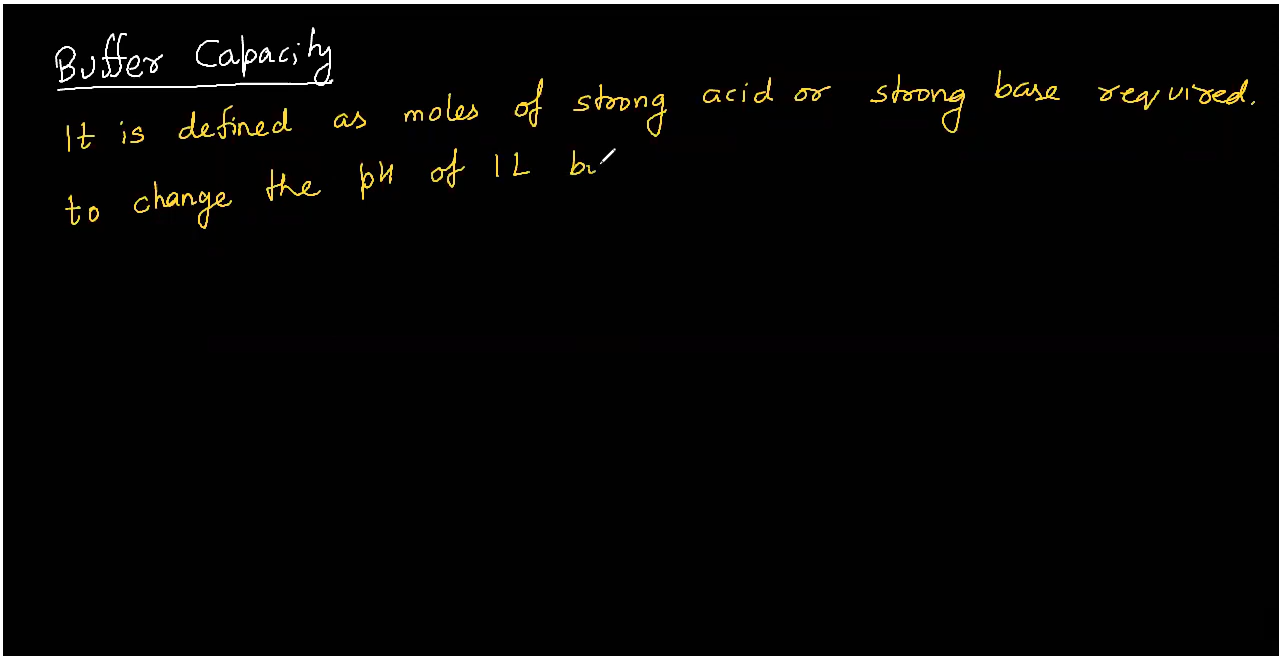 Buffer Capacity
It is defined as moles of strong acid or strong base required.
to change the pH of 1L bu